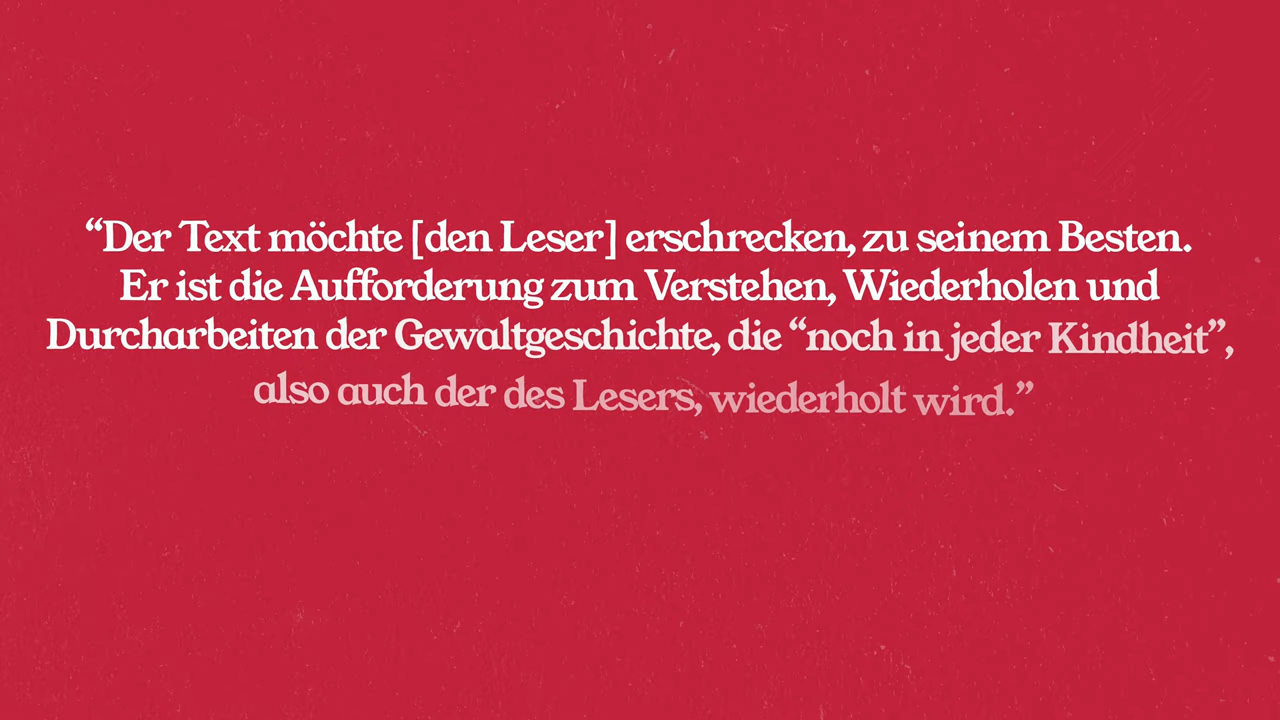 “Der Text möchte [den Leser] erschrecken, zu seinem Besten.
Er ist die Aufforderung zum Verstehen, Wiederholen und
Durcharbeiten der Gewaltgeschichte, die “noch in jeder Kindheit”,
also auch der des Lesers, wiederholt wird.”